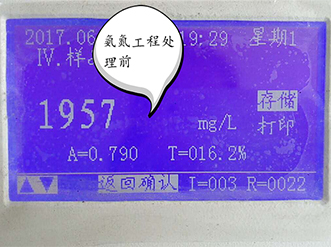 2017.06 19:29 星期1
氨氮工程处
理前
IV.样
1957 mg/L
存储
打印
A=0.790 T=016.2%
返回确认 I=003 R=0022